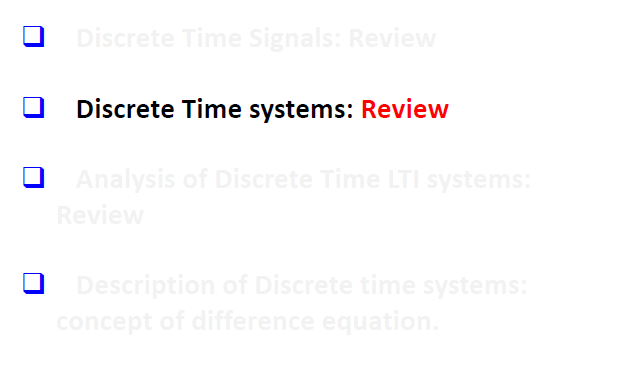 ❑ Discrete Time Signals: Review
❑ Discrete Time systems: Review
❑ Analysis of Discrete Time LTI systems:
Review
❑ Description of Discrete time systems:
concept of difference equation.